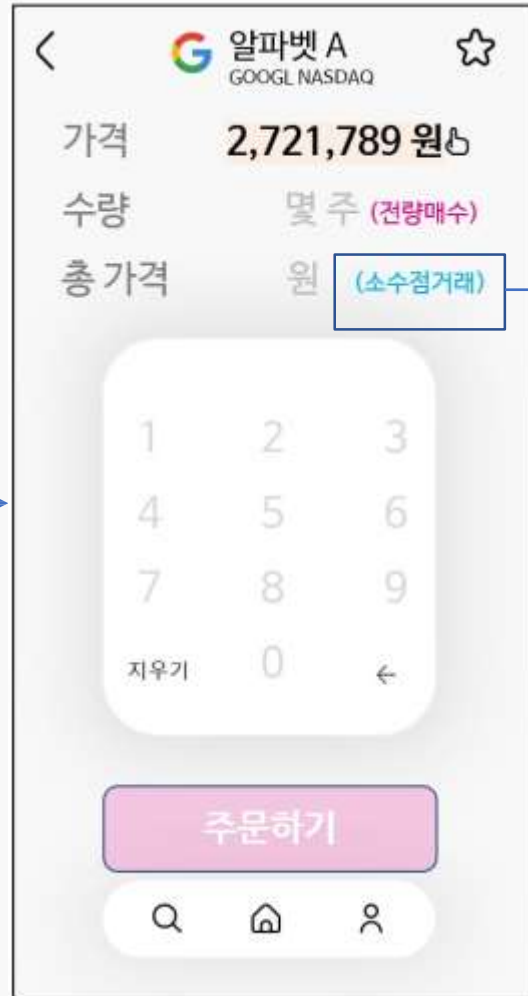 알파벳 A
GOOGL NASDAQ
가격 2,721,789 원
수량 몇 주 (전량매수)
총 가격 원 (소수점거래)
1 2 3
4 5 6
7 8 9
지우기 0 ←
주문하기